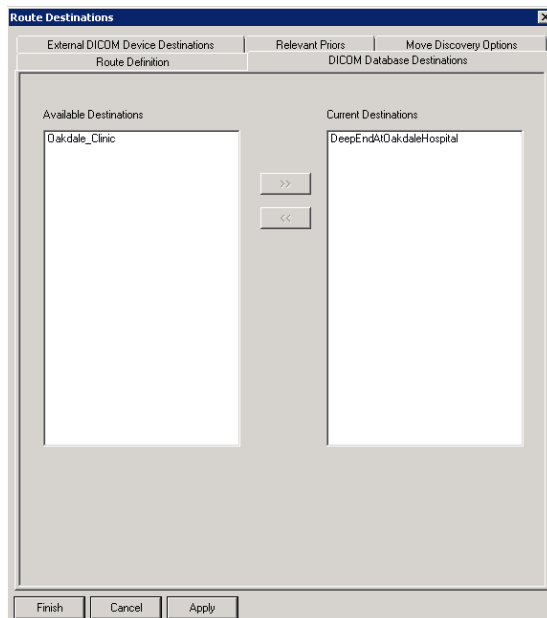 Route Destinations
External DICOM Device Destinations
Relevant Priors
Move Discovery Options
Route Definition
DICOM Database Destinations
Available Destinations
Current Destinations
Oakdale_Clinic
DeepEndAtOakdaleHospital
>>
<<
Finish
Cancel
Apply